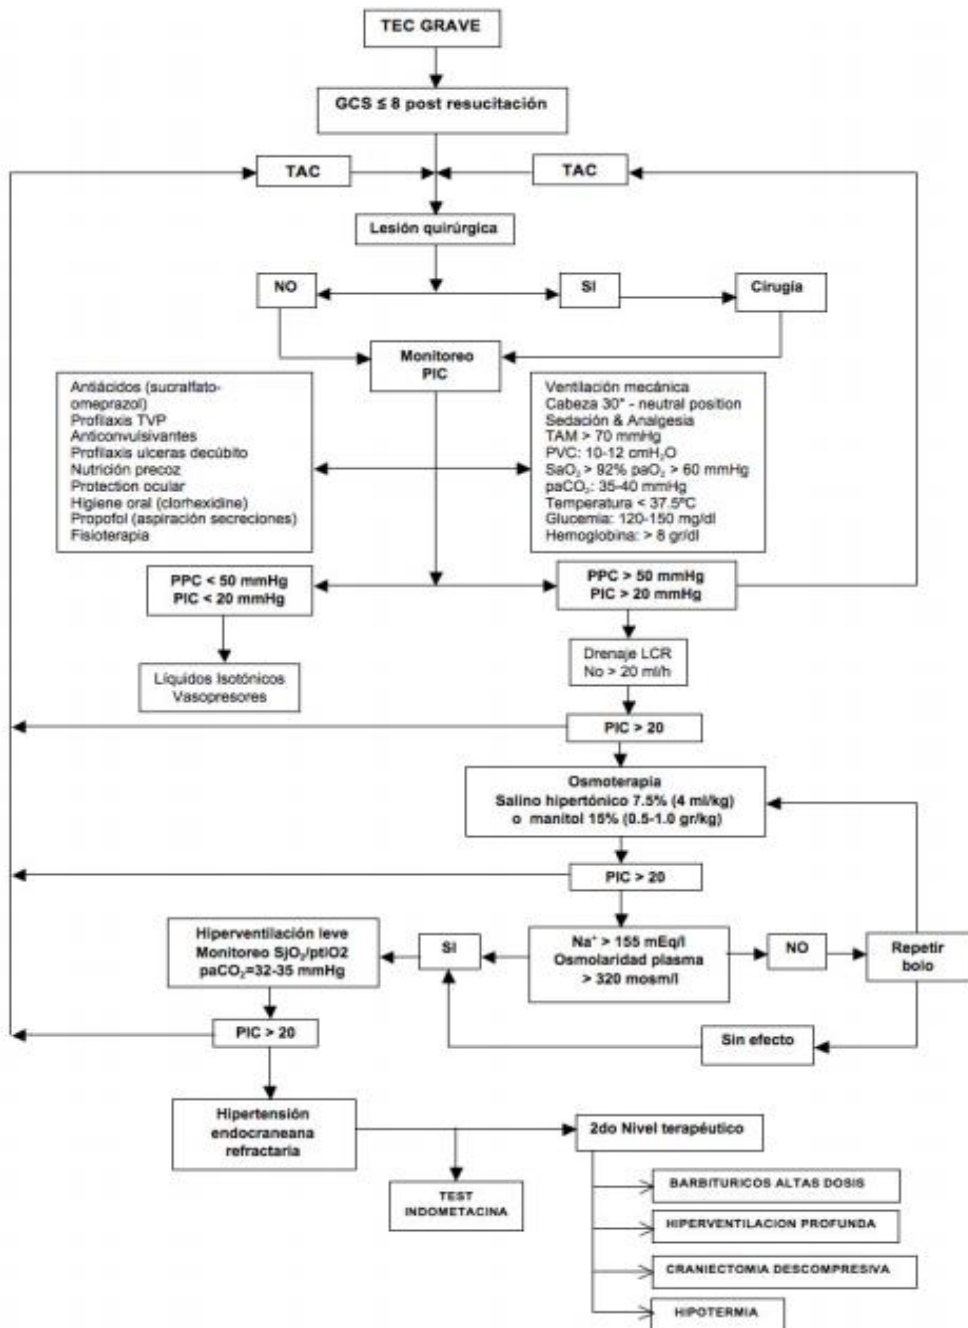 TEC GRAVE
GCS ≤ 8 post resucitación
TAC
TAC
Lesión quirúrgica
NO
SI
Cirugía
Monitoreo
PIC
Antiácidos (sucralfato-
omeprazol)
Profilaxis TVP
Anticonvulsivantes
Profilaxis ulceras decúbito
Nutrición precoz
Protection ocular
Higiene oral (clorhexidine)
Propofol (aspiración secreciones)
Fisioterapia
Ventilación mecánica
Cabeza 30° - neutral position
Sedación & Analgesia
TAM > 70 mmHg
PVC: 10-12 cmH₂O
SaO₂ > 92% paO₂ > 60 mmHg
paCO₂: 35-40 mmHg
Temperatura < 37.5ºC
Glucemia: 120-150 mg/dl
Hemoglobina: > 8 gr/dl
PPC < 50 mmHg
PIC < 20 mmHg
PPC > 50 mmHg
PIC > 20 mmHg
Líquidos Isotónicos
Vasopresores
Drenaje LCR
No > 20 ml/h
PIC > 20
Osmoterapia
Salino hipertónico 7.5% (4 ml/kg)
o manitol 15% (0.5-1.0 gr/kg)
PIC > 20
Hiperventilación leve
Monitoreo SjO₂/ptiO2
paCO₂=32-35 mmHg
SI
Na⁺ > 155 mEq/l
Osmolaridad plasma
> 320 mosm/l
NO
Repetir
bolo
PIC > 20
Sin efecto
Hipertensión
endocraneana
refractaria
2do Nivel terapéutico
TEST
INDOMETACINA
BARBITURICOS ALTAS DOSIS
HIPERVENTILACION PROFUNDA
CRANIECTOMIA DESCOMPRESIVA
HIPOTERMIA